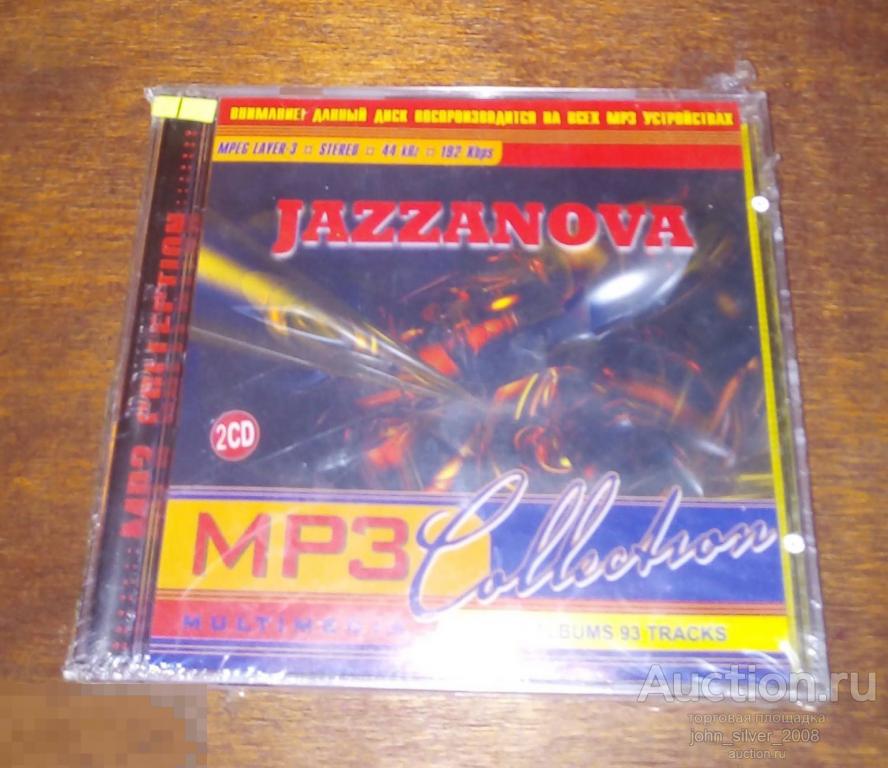 ВНИМАНИЕ! ДАННЫЙ ДИСК ВОСПРОИЗВОДИТСЯ НА ВСЕХ MP3 УСТРОЙСТВАХ
MPEG LAYER-3 STEREO 44 kHz 192 Kbps
JAZZANOVA
MP3 COLLECTION
2CD
MP3 Collection
MULTIMEDIA
ALBUMS 93 TRACKS
Auction.ru
торговая площадка
john_silver_2008
auction.ru